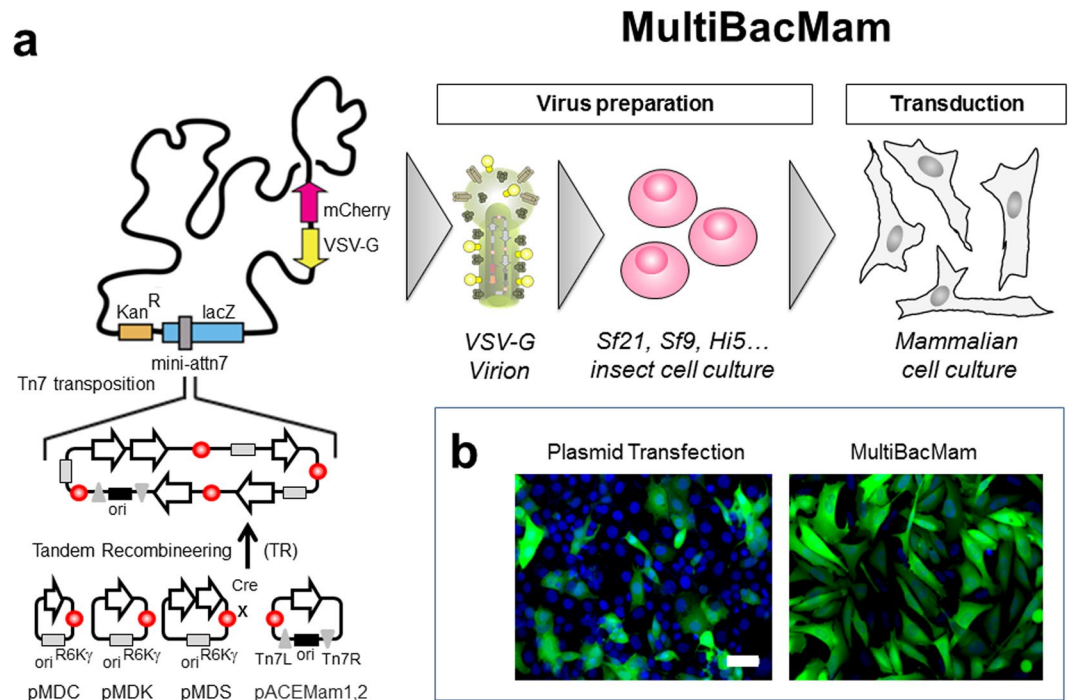 MultiBacMam
a
Virus preparation
Transduction
mCherry
VSV-G
Kan^R
lacZ
mini-attn7
Tn7 transposition
VSV-G
Virion
Sf21, Sf9, Hi5...
insect cell culture
Mammalian
cell culture
ori
Tandem Recombineering (TR)
Cre
x
ori^R6Kγ ori^R6Kγ ori^R6Kγ Tn7L ori Tn7R
pMDC pMDK pMDS pACEMam1,2
b
Plasmid Transfection
MultiBacMam